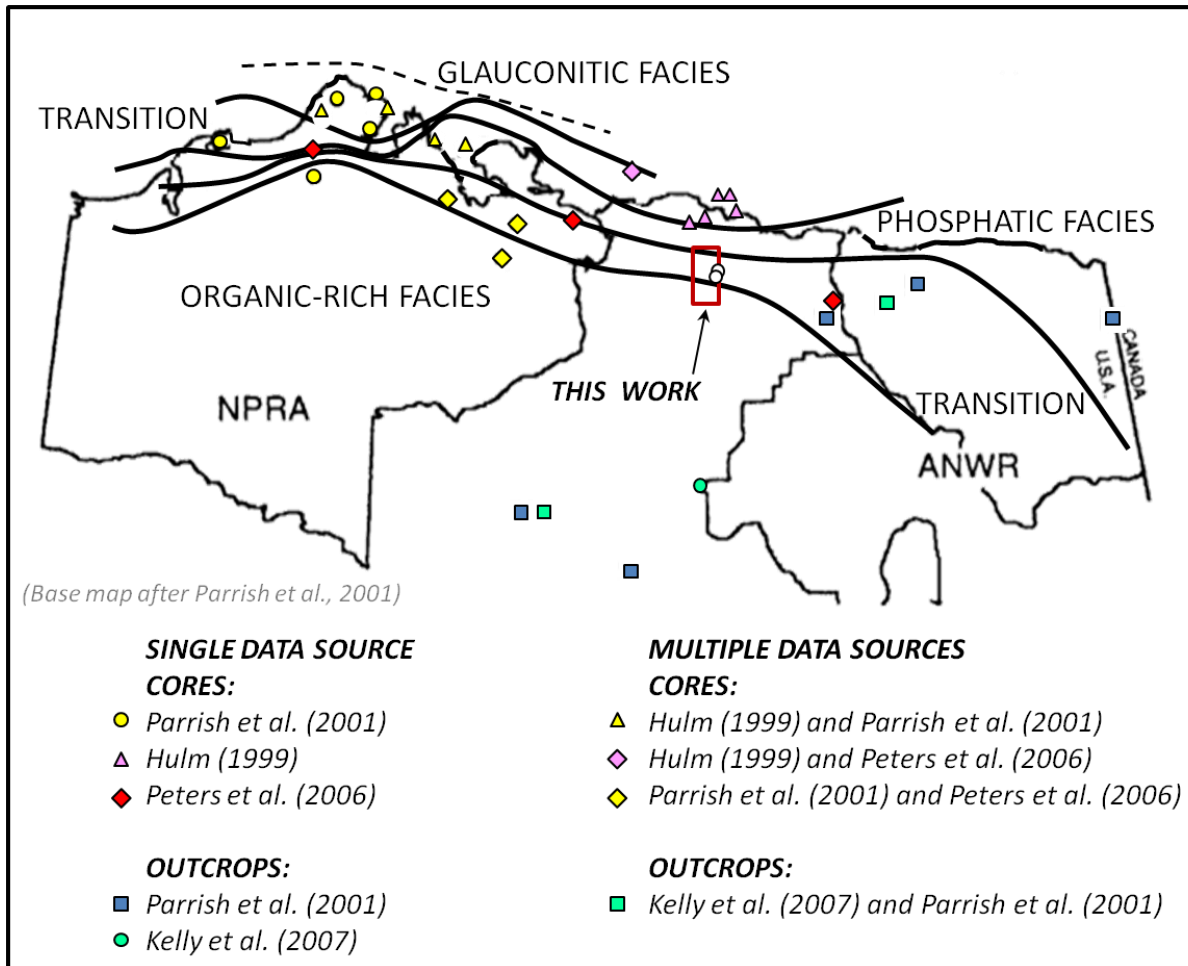 GLAUCONITIC FACIES
TRANSITION
PHOSPHATIC FACIES
ORGANIC-RICH FACIES
THIS WORK
CANADA
U.S.A.
NPRA
TRANSITION
ANWR
(Base map after Parrish et al., 2001)
SINGLE DATA SOURCE
CORES:
Parrish et al. (2001)
Hulm (1999)
Peters et al. (2006)
OUTCROPS:
Parrish et al. (2001)
Kelly et al. (2007)
MULTIPLE DATA SOURCES
CORES:
Hulm (1999) and Parrish et al. (2001)
Hulm (1999) and Peters et al. (2006)
Parrish et al. (2001) and Peters et al. (2006)
OUTCROPS:
Kelly et al. (2007) and Parrish et al. (2001)